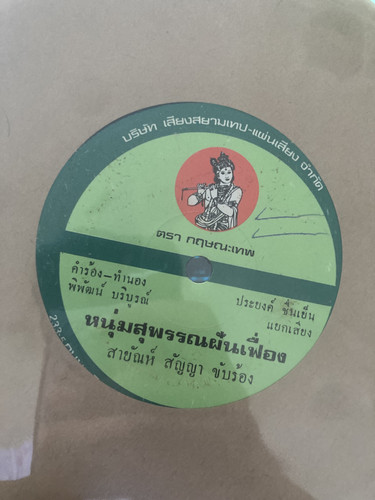 บริษัท เสียงสยามเทป-แผ่นเสียง จำกัด
ตรา กฤษณะเทพ
คำร้อง-ทำนอง
พิพัฒน์ บริบูรณ์
ประยงค์ ชื่นเย็น
แยกเสียง
หนุ่มสุพรรณฝันเฟื่อง
สายัณห์ สัญญา ขับร้อง